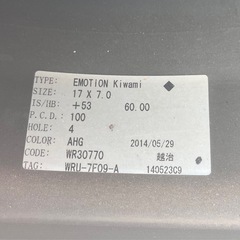 TYPE: EMOTION Kiwami ◆
SIZE: 17 X 7.0
IS/HB: +53 60.00
P.C.D.: 100
HOLE: 4
COLOR: AHG 2014/05/29
CODE: WR30770 越治
TAG: WRU-7F09-A 140523C9